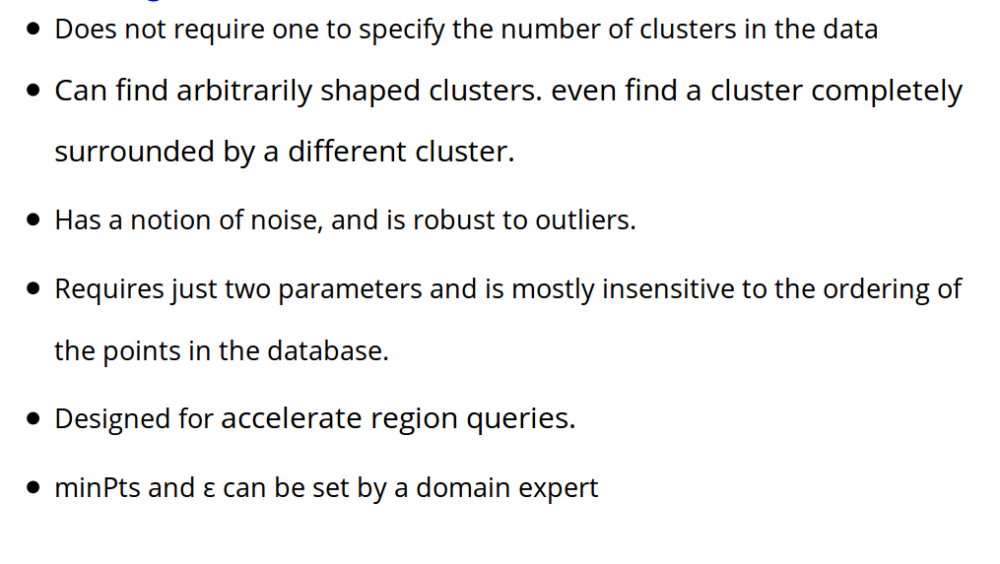 • Does not require one to specify the number of clusters in the data
• Can find arbitrarily shaped clusters. even find a cluster completely
surrounded by a different cluster.
• Has a notion of noise, and is robust to outliers.
• Requires just two parameters and is mostly insensitive to the ordering of
the points in the database.
• Designed for accelerate region queries.
• minPts and ε can be set by a domain expert